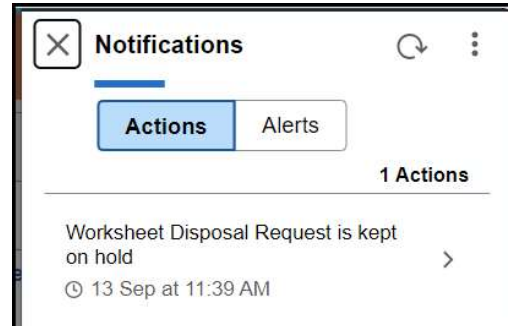 Notifications
Actions
Alerts
1 Actions
Worksheet Disposal Request is kept
on hold
13 Sep at 11:39 AM